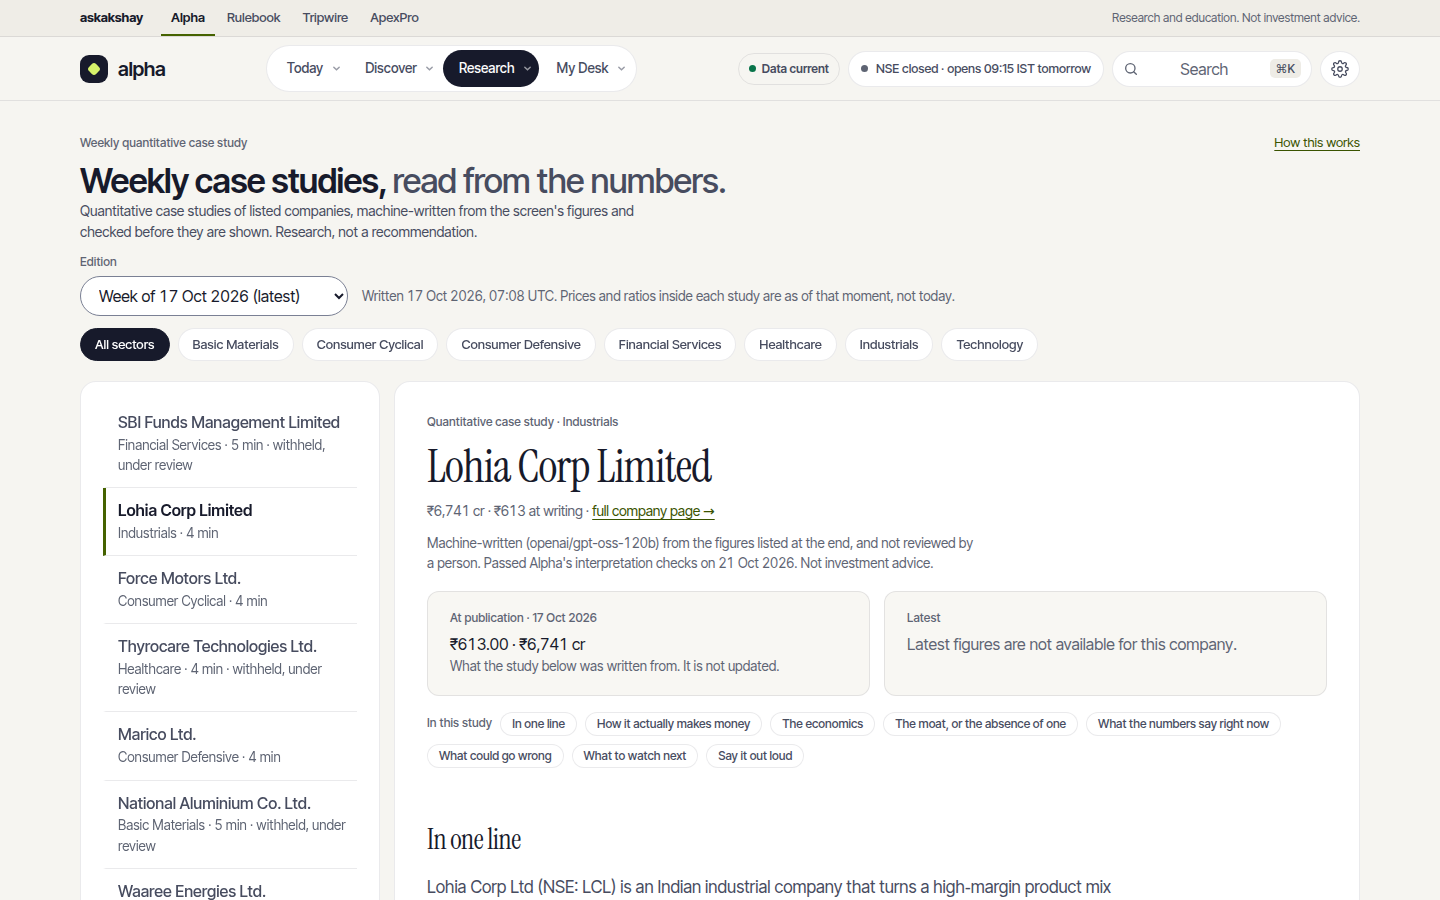 askakshay Alpha Rulebook Tripwire ApexPro Research and education. Not investment advice.
alpha Today Discover Research My Desk Data current NSE closed · opens 09:15 IST tomorrow Search ⌘K
Weekly quantitative case study How this works
Weekly case studies, read from the numbers.
Quantitative case studies of listed companies, machine-written from the screen's figures and
checked before they are shown. Research, not a recommendation.
Edition
Week of 17 Oct 2026 (latest) Written 17 Oct 2026, 07:08 UTC. Prices and ratios inside each study are as of that moment, not today.
All sectors Basic Materials Consumer Cyclical Consumer Defensive Financial Services Healthcare Industrials Technology
SBI Funds Management Limited
Financial Services · 5 min · withheld,
under review
Lohia Corp Limited
Industrials · 4 min
Force Motors Ltd.
Consumer Cyclical · 4 min
Thyrocare Technologies Ltd.
Healthcare · 4 min · withheld, under
review
Marico Ltd.
Consumer Defensive · 4 min
National Aluminium Co. Ltd.
Basic Materials · 5 min · withheld, under
review
Waaree Energies Ltd.
Quantitative case study · Industrials
Lohia Corp Limited
₹6,741 cr · ₹613 at writing · full company page →
Machine-written (openai/gpt-oss-120b) from the figures listed at the end, and not reviewed by
a person. Passed Alpha's interpretation checks on 21 Oct 2026. Not investment advice.
At publication · 17 Oct 2026
₹613.00 · ₹6,741 cr
What the study below was written from. It is not updated.
Latest
Latest figures are not available for this company.
In this study In one line How it actually makes money The economics The moat, or the absence of one What the numbers say right now
What could go wrong What to watch next Say it out loud
In one line
Lohia Corp Ltd (NSE: LCL) is an Indian industrial company that turns a high-margin product mix